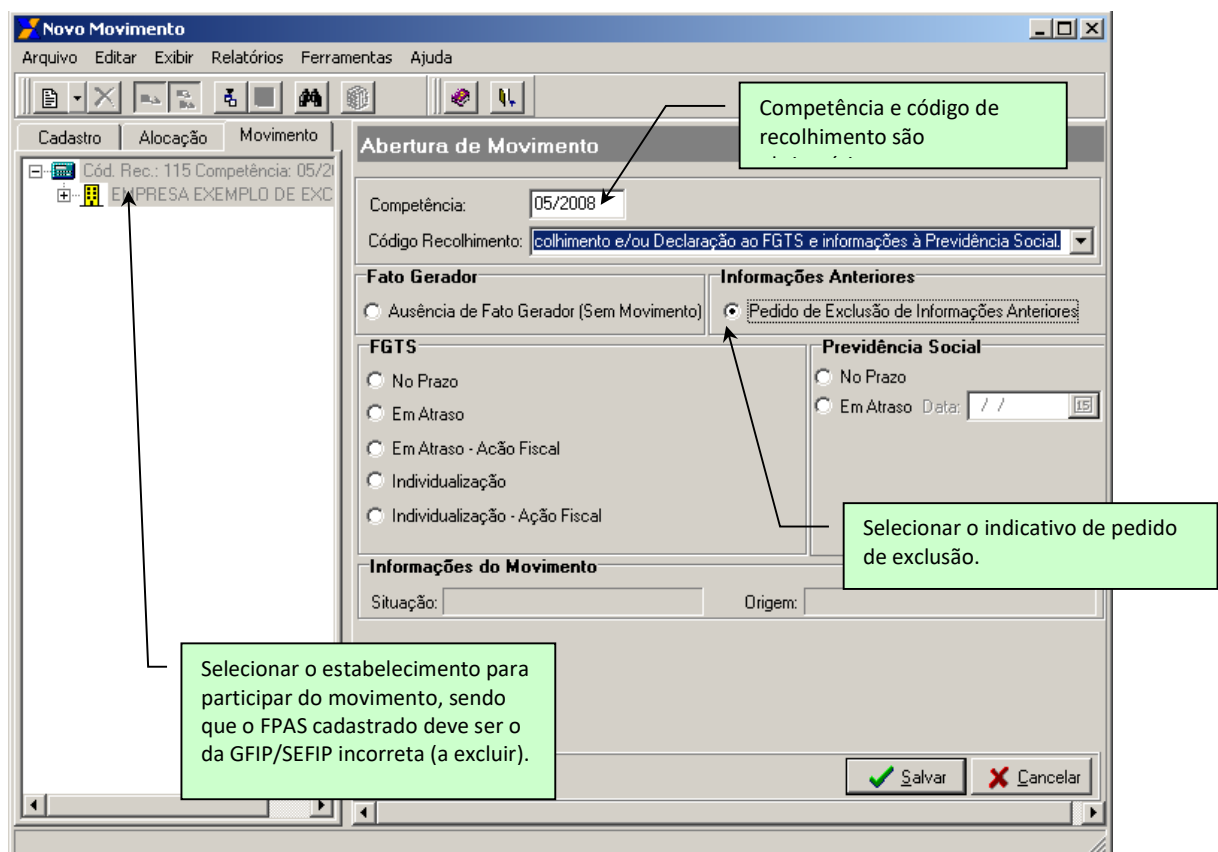 Novo Movimento
Arquivo Editar Exibir Relatórios Ferramentas Ajuda
Cadastro Alocação Movimento
Cód. Rec.: 115 Competência: 05/20
EMPRESA EXEMPLO DE EXC
Abertura de Movimento
Competência e código de
recolhimento são
Competência: 05/2008
Código Recolhimento: colhimento e/ou Declaração ao FGTS e informações à Previdência Social.
Fato Gerador
Ausência de Fato Gerador (Sem Movimento)
Informações Anteriores
Pedido de Exclusão de Informações Anteriores
FGTS
No Prazo
Em Atraso
Em Atraso - Acão Fiscal
Individualização
Individualização - Ação Fiscal
Previdência Social
No Prazo
Em Atraso Data: / / 15
Selecionar o indicativo de pedido
de exclusão.
Informações do Movimento
Situação: Origem:
Selecionar o estabelecimento para
participar do movimento, sendo
que o FPAS cadastrado deve ser o
da GFIP/SEFIP incorreta (a excluir).
Salvar Cancelar